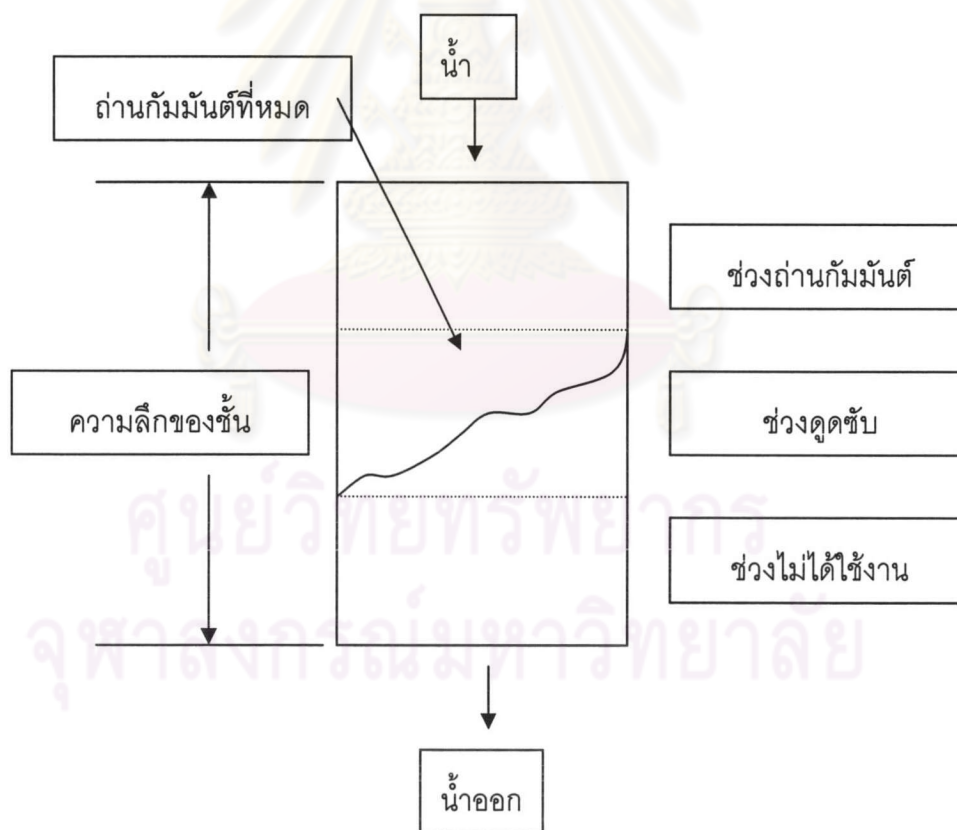 น้ำ
ถ่านกัมมันต์ที่หมด
ช่วงถ่านกัมมันต์
ความลึกของชั้น
ช่วงดูดซับ
ช่วงไม่ได้ใช้งาน
น้ำออก
ศูนย์วิทยทรัพยากร
จุฬาลงกรณ์มหาวิทยาลัย